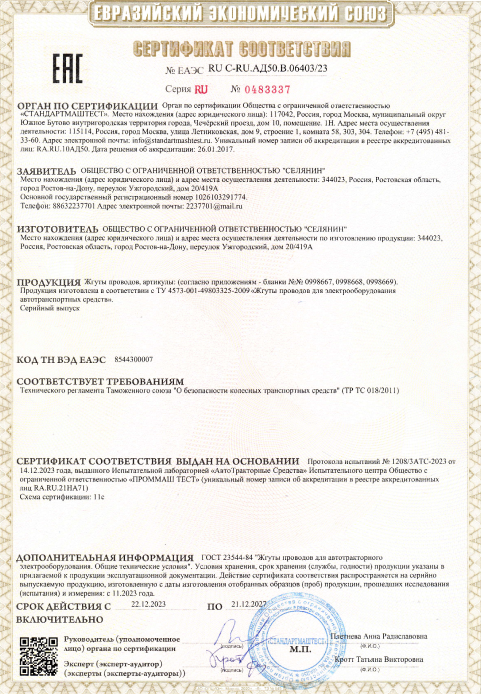 ЕВРАЗИЙСКИЙ ЭКОНОМИЧЕСКИЙ СОЮЗ
СЕРТИФИКАТ СООТВЕТСТВИЯ
EAC
№ ЕАЭС RU С-RU.АД50.В.06403/23
Серия RU № 0483337
ОРГАН ПО СЕРТИФИКАЦИИ Орган по сертификации Общества с ограниченной ответственностью
«СТАНДАРТМАШТЕСТ». Место нахождения (адрес юридического лица): 117042, Россия, город Москва, муниципальный округ
Южное Бутово внутригородская территория города, Чечёрский проезд, дом 10, помещение. 1Н. Адрес места осуществления
деятельности: 115114, Россия, город Москва, улица Летниковская, дом 9, строение 1, комната 58, 303, 304. Телефон: +7 (495) 481-
33-60. Адрес электронной почты: info@standartmashtest.ru. Уникальный номер записи об аккредитации в реестре аккредитованных
лиц: RA.RU.10АД50. Дата решения об аккредитации: 26.01.2017.
ЗАЯВИТЕЛЬ ОБЩЕСТВО С ОГРАНИЧЕННОЙ ОТВЕТСТВЕННОСТЬЮ "СЕЛЯНИН"
Место нахождения (адрес юридического лица) и адрес места осуществления деятельности: 344023, Россия, Ростовская область,
город Ростов-на-Дону, переулок Ужгородский, дом 20/419А
Основной государственный регистрационный номер 1026103291774.
Телефон: 88632237701 Адрес электронной почты: 2237701@mail.ru
ИЗГОТОВИТЕЛЬ ОБЩЕСТВО С ОГРАНИЧЕННОЙ ОТВЕТСТВЕННОСТЬЮ "СЕЛЯНИН"
Место нахождения (адрес юридического лица) и адрес места осуществления деятельности по изготовлению продукции: 344023,
Россия, Ростовская область, город Ростов-на-Дону, переулок Ужгородский, дом 20/419А
ПРОДУКЦИЯ Жгуты проводов, артикулы: (согласно приложениям - бланки №№ 0998667, 0998668, 0998669).
Продукция изготовлена в соответствии с ТУ 4573-001-49803325-2009 «Жгуты проводов для электрооборудования
автотранспортных средств».
Серийный выпуск
КОД ТН ВЭД ЕАЭС 8544300007
СООТВЕТСТВУЕТ ТРЕБОВАНИЯМ
Технического регламента Таможенного союза "О безопасности колесных транспортных средств" (ТР ТС 018/2011)
СЕРТИФИКАТ СООТВЕТСТВИЯ ВЫДАН НА ОСНОВАНИИ Протокола испытаний № 1208/3АТС-2023 от
14.12.2023 года, выданного Испытательной лабораторией «АвтоТракторные Средства» Испытательного центра Общество с
ограниченной ответственностью «ПРОММАШ ТЕСТ» (уникальный номер записи об аккредитации в реестре аккредитованных
лиц RA.RU.21НА71)
Схема сертификации: 11с
ДОПОЛНИТЕЛЬНАЯ ИНФОРМАЦИЯ ГОСТ 23544-84 "Жгуты проводов для автотракторного
электрооборудования. Общие технические условия". Условия хранения, срок хранения (службы, годности) продукции указаны в
прилагаемой к продукции эксплуатационной документации. Действие сертификата соответствия распространяется на серийно
выпускаемую продукцию, изготовленную с даты изготовления отобранных образцов (проб) продукции, прошедших исследования
(испытания) и измерения: с 11.2023 года.
СРОК ДЕЙСТВИЯ С 22.12.2023 ПО 21.12.2027
ВКЛЮЧИТЕЛЬНО
Руководитель (уполномоченное
лицо) органа по сертификации
(подпись)
Плетнева Анна Радиславовна
(Ф.И.О.)
СТАНДАРТМАШТЕСТ
М.П.
Эксперт (эксперт-аудитор)
(эксперты (эксперты-аудиторы))
(подпись)
Кротт Татьяна Викторовна
(Ф.И.О.)